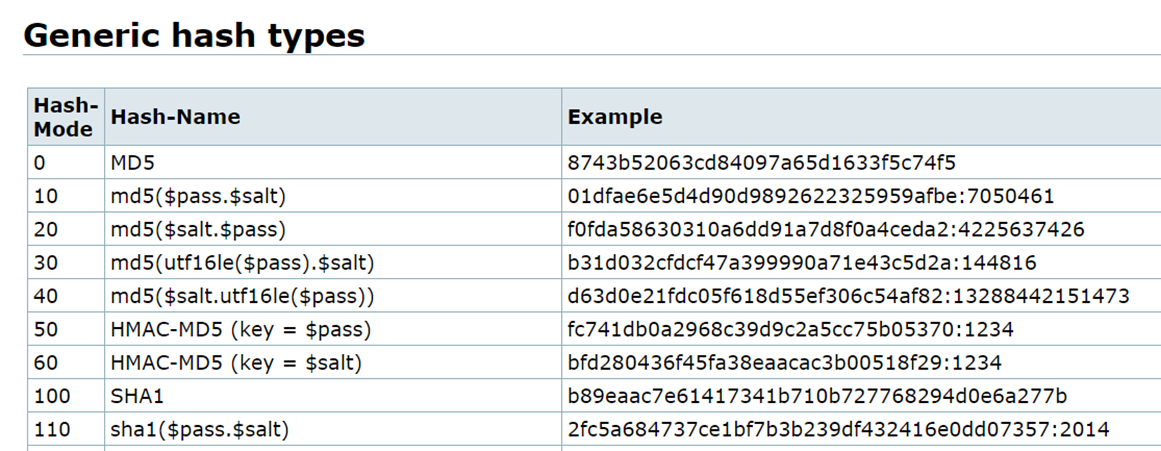 Generic hash types
Hash-Mode Hash-Name Example
0 MD5 8743b52063cd84097a65d1633f5c74f5
10 md5($pass.$salt) 01dfae6e5d4d90d9892622325959afbe:7050461
20 md5($salt.$pass) f0fda58630310a6dd91a7d8f0a4ceda2:4225637426
30 md5(utf16le($pass).$salt) b31d032cfdcf47a399990a71e43c5d2a:144816
40 md5($salt.utf16le($pass)) d63d0e21fdc05f618d55ef306c54af82:13288442151473
50 HMAC-MD5 (key = $pass) fc741db0a2968c39d9c2a5cc75b05370:1234
60 HMAC-MD5 (key = $salt) bfd280436f45fa38eaacac3b00518f29:1234
100 SHA1 b89eaac7e61417341b710b727768294d0e6a277b
110 sha1($pass.$salt) 2fc5a684737ce1bf7b3b239df432416e0dd07357:2014